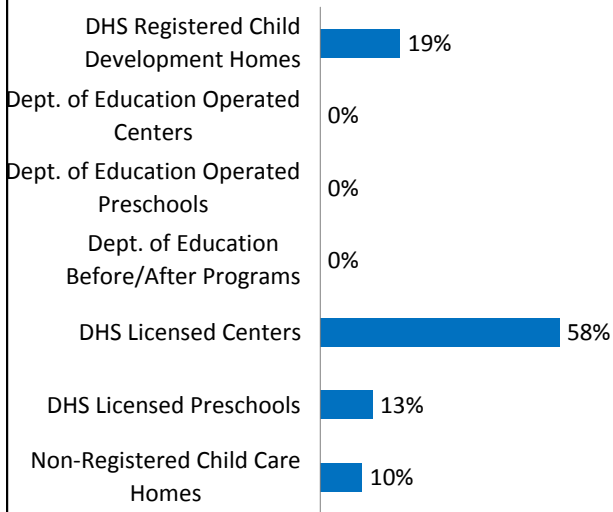 DHS Registered Child
Development Homes
19%
Dept. of Education Operated
Centers
0%
Dept. of Education Operated
Preschools
0%
Dept. of Education
Before/After Programs
0%
DHS Licensed Centers
58%
DHS Licensed Preschools
13%
Non-Registered Child Care
Homes
10%